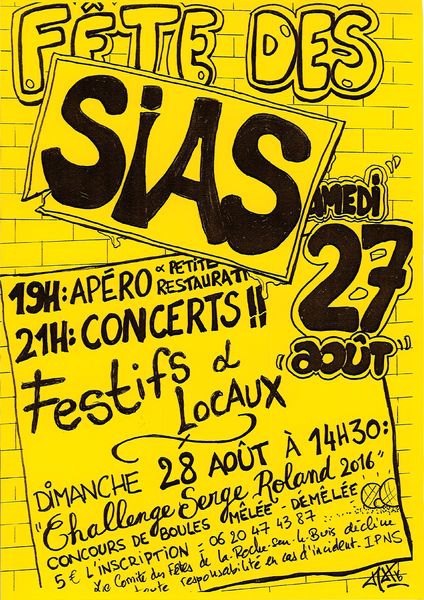 FÊTE DES
SIAS
SAMEDI
27
"AOÛT"
19H: APÉRO & PETITE RESTAURATI
21H: CONCERTS !!
Festifs &
LOCAUX
DIMANCHE 28 AOÛT À 14H30:
"Challenge Serge Roland 2016"
CONCOURS DE BOULES MÊLÉE - DÉMÊLÉE
5€ L'INSCRIPTION - 06 20 47 43 87
Le Comité des Fêtes de La Roche-sur-le-Buis décline
toute responsabilité en cas d'incident. IPNS